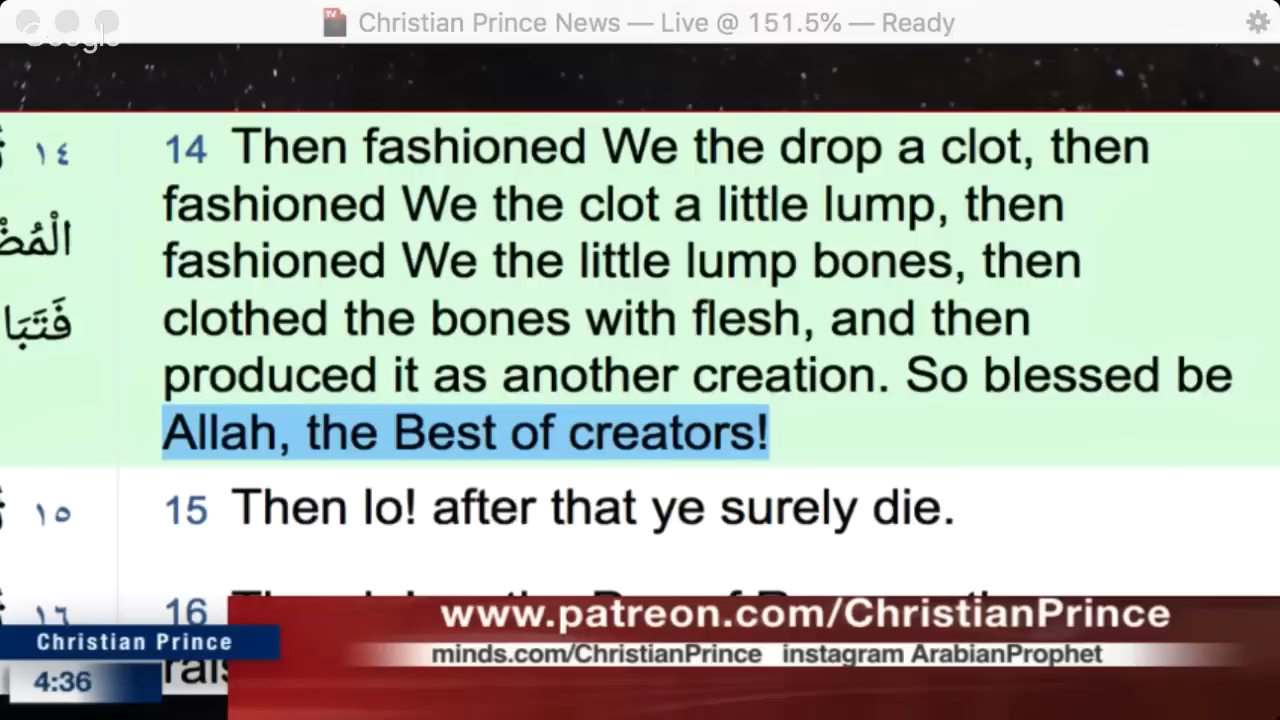 Christian Prince News — Live @ 151.5% — Ready
Google
١٤
14 Then fashioned We the drop a clot, then
fashioned We the clot a little lump, then
fashioned We the little lump bones, then
clothed the bones with flesh, and then
produced it as another creation. So blessed be
Allah, the Best of creators!
١٥
15 Then lo! after that ye surely die.
١٦
16
www.patreon.com/ChristianPrince
Christian Prince
minds.com/ChristianPrince instagram ArabianProphet
4:36